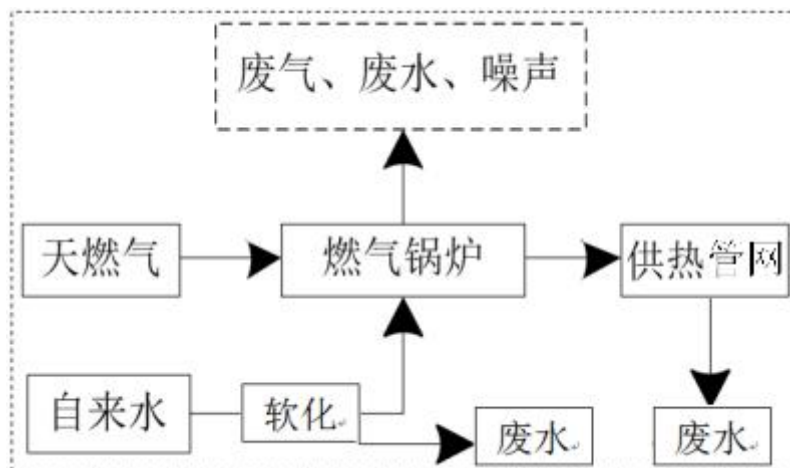 废气、废水、噪声
天燃气
燃气锅炉
供热管网
自来水
软化
废水
废水